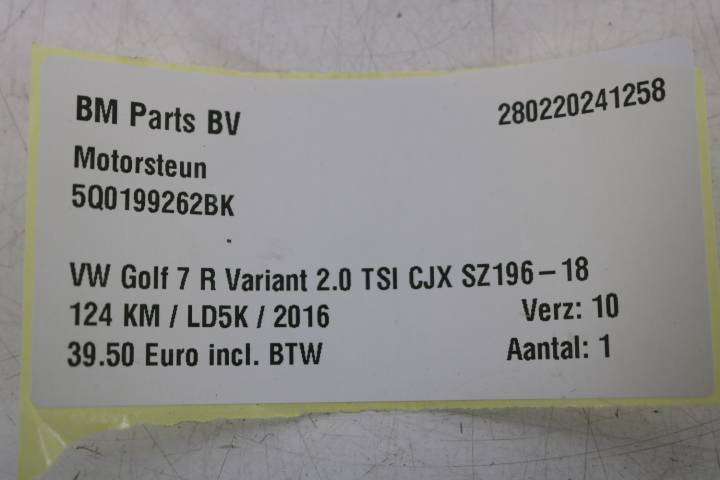 BM Parts BV
280220241258
Motorsteun
5Q0199262BK
VW Golf 7 R Variant 2.0 TSI CJX SZ196-18
124 KM / LD5K / 2016 Verz: 10
39.50 Euro incl. BTW Aantal: 1